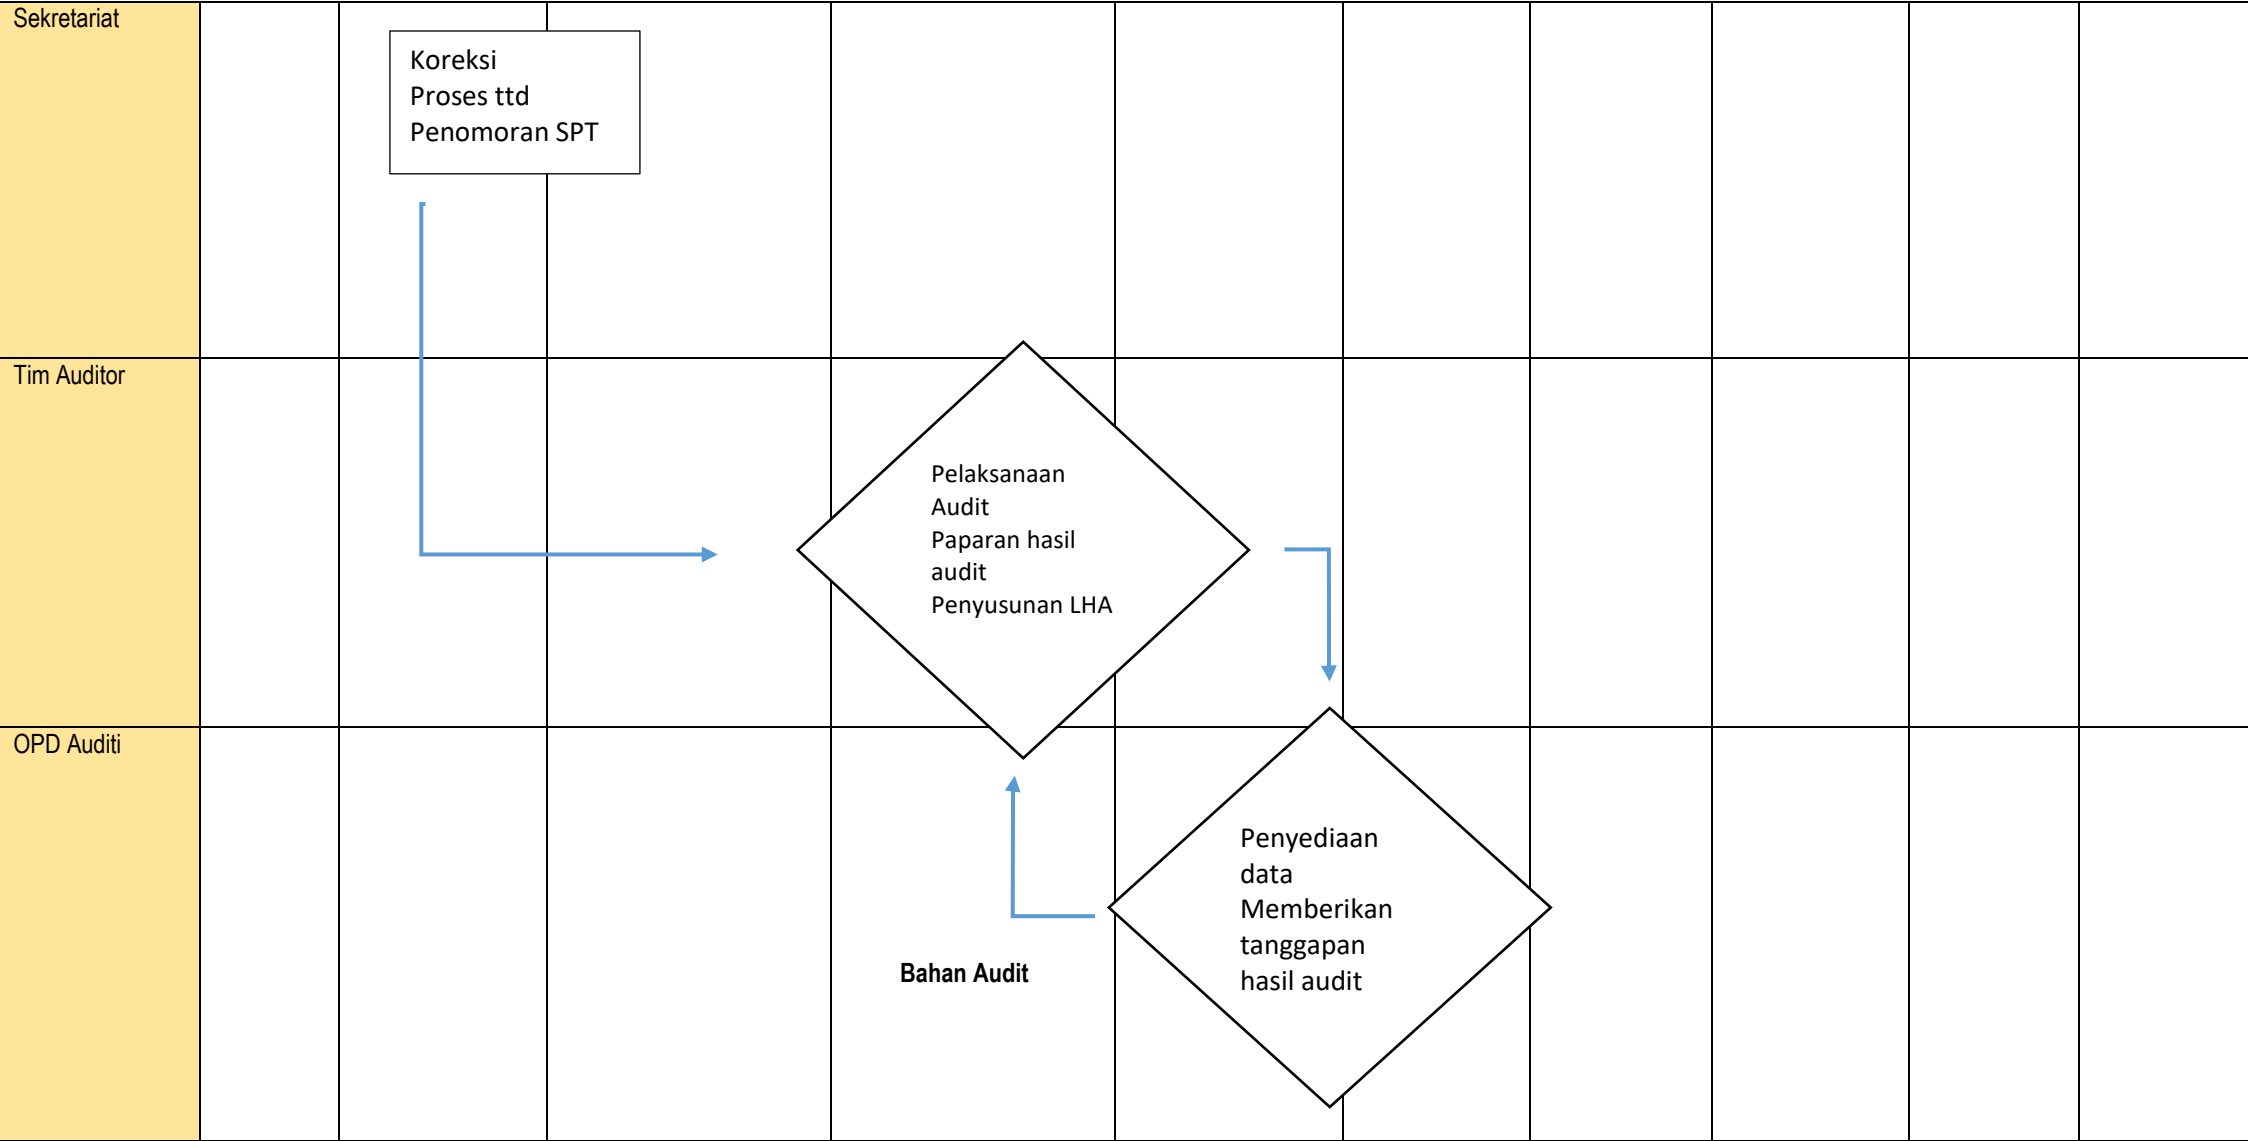 Sekretariat
Koreksi
Proses ttd
Penomoran SPT
Tim Auditor
Pelaksanaan
Audit
Paparan hasil
audit
Penyusunan LHA
OPD Auditi
Penyediaan
data
Memberikan
tanggapan
hasil audit
Bahan Audit